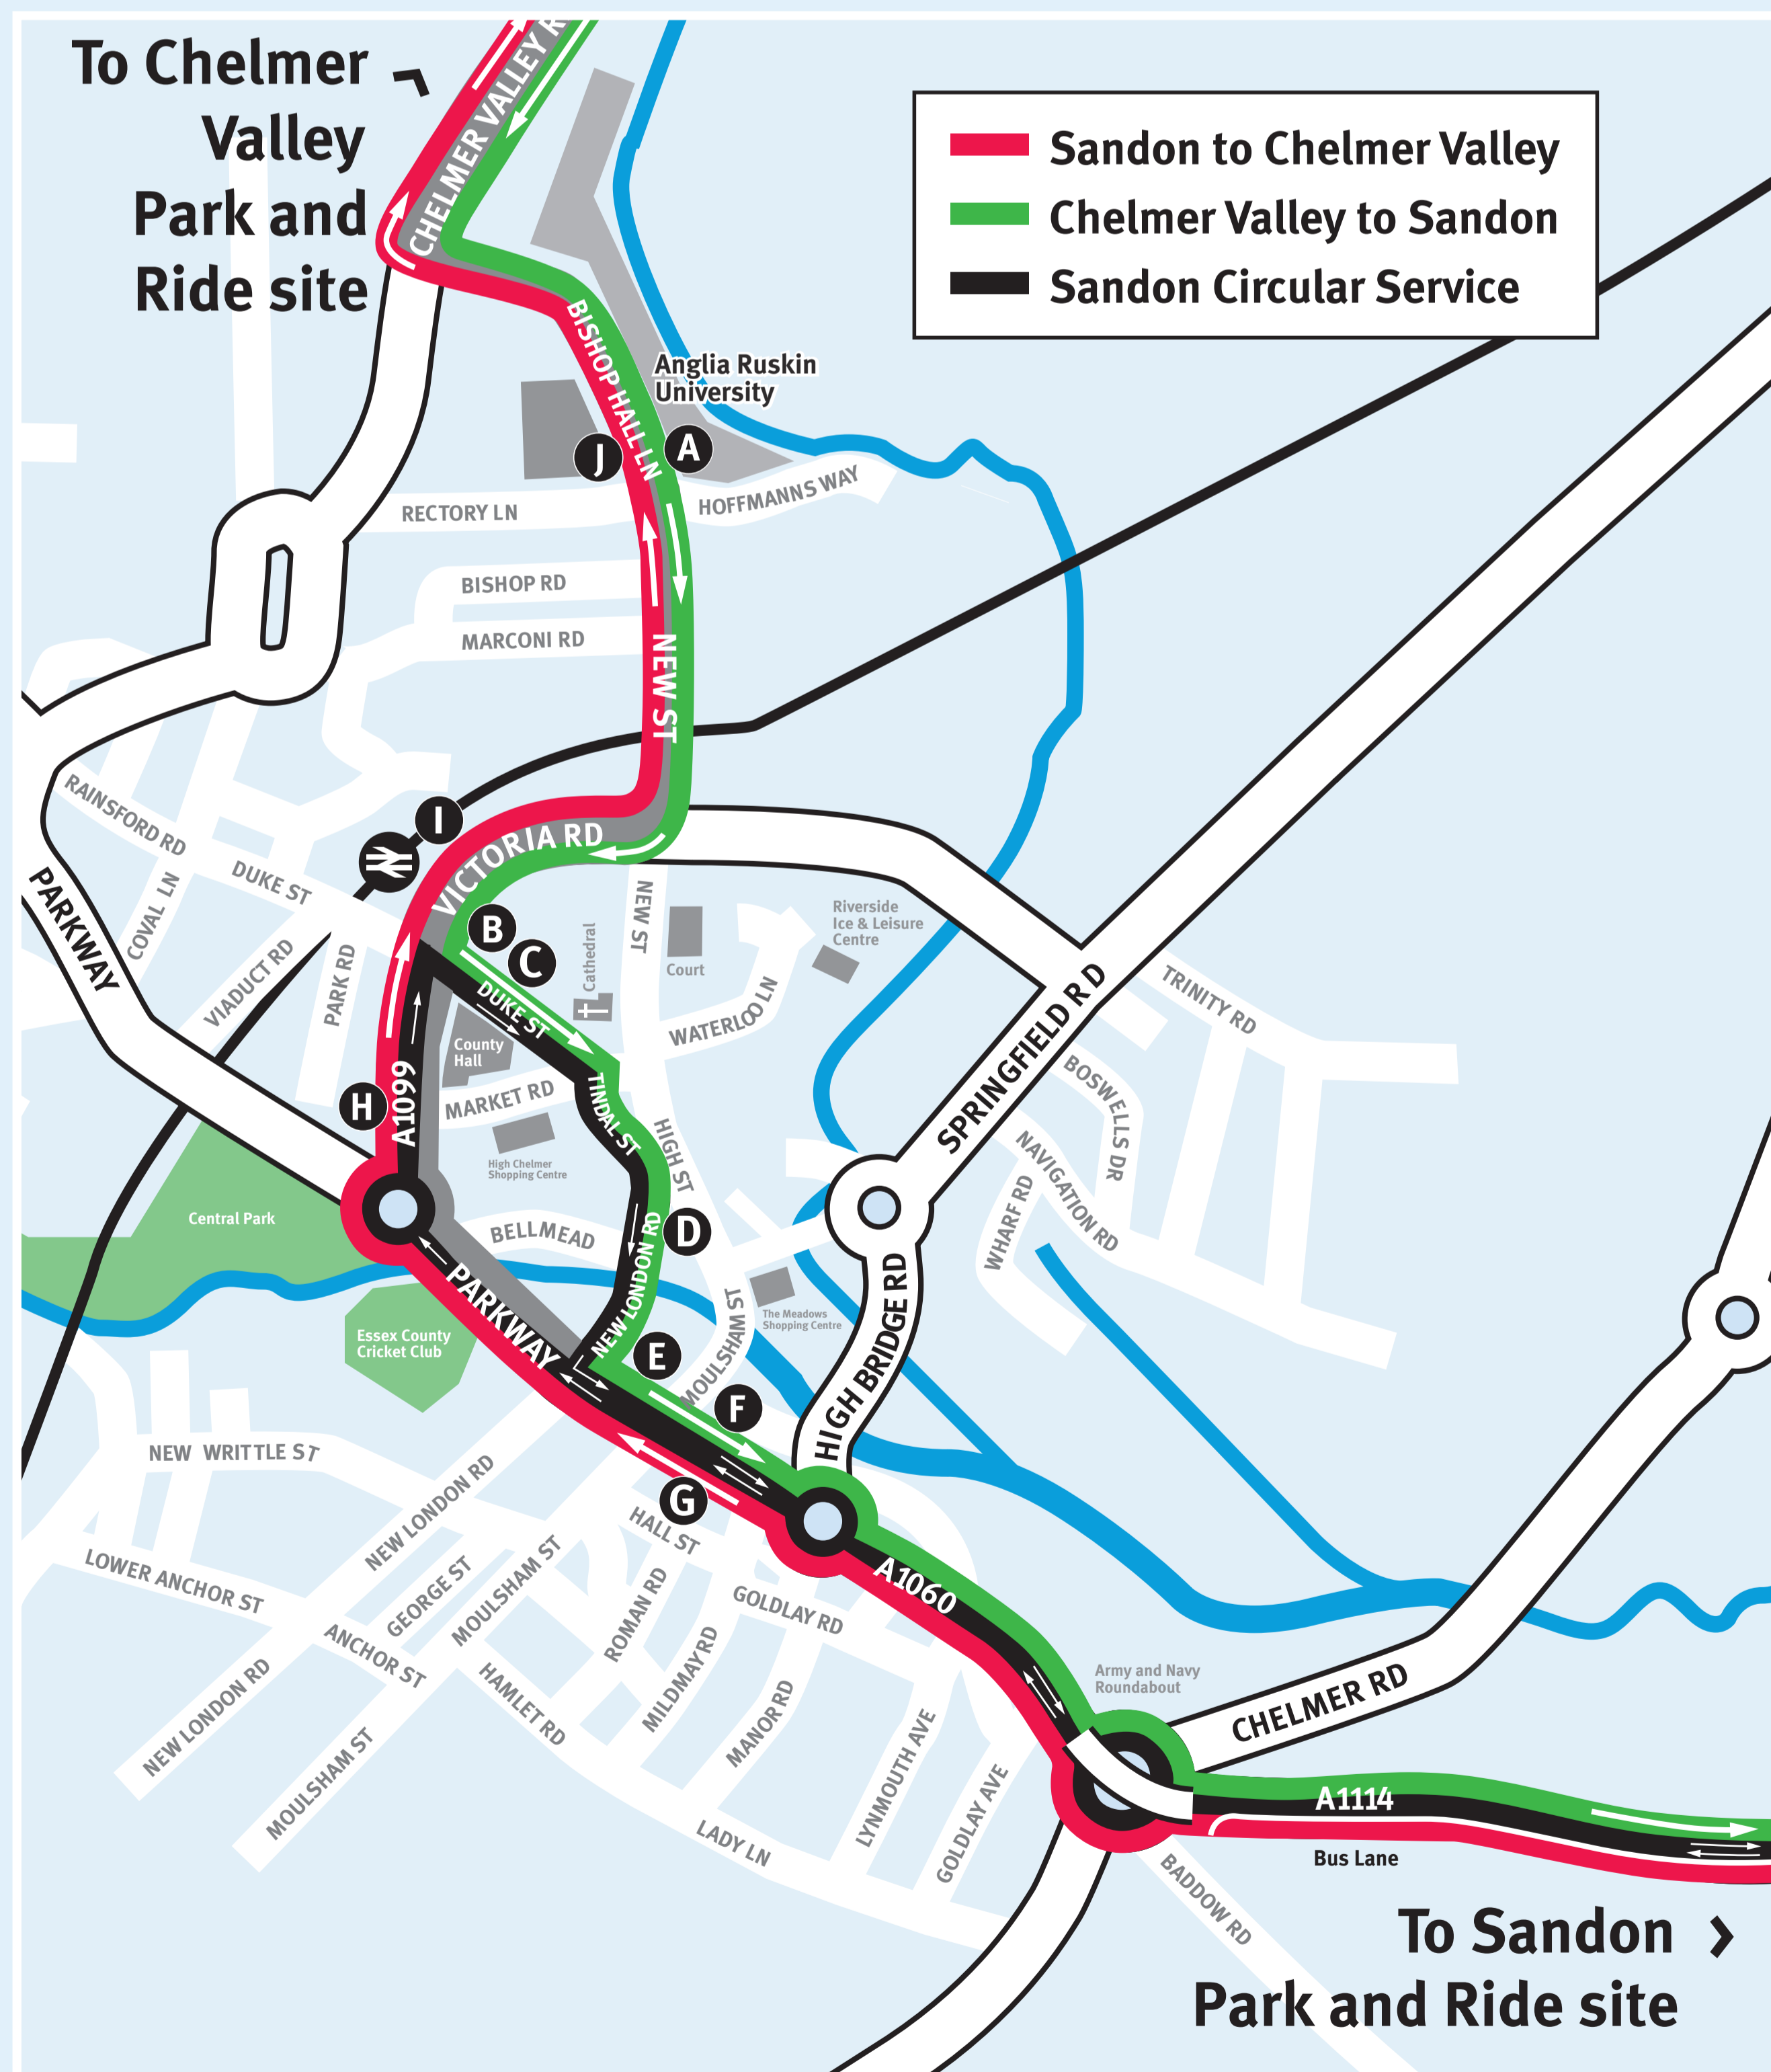 To Chelmer
Valley
Park and
Ride site
CHELMER VALLEY R
Sandon to Chelmer Valley
Chelmer Valley to Sandon
Sandon Circular Service
BISHOP HALL LN
Anglia Ruskin
University
J
A
RECTORY LN
HOFFMANNS WAY
BISHOP RD
MARCONI RD
NEW ST
RAINSFORD RD
I
VICTORIA RD
DUKE ST
COVAL LN
PARKWAY
VIADUCT RD
PARK RD
B
C
NEW ST
Cathedral
Court
Riverside
Ice & Leisure
Centre
DUKE ST
WATERLOO LN
County
Hall
TRINITY RD
SPRINGFIELD RD
BOSWELLS DR
H
A1099
MARKET RD
TINDAL ST
HIGH ST
High Chelmer
Shopping Centre
NAVIGATION RD
WHARF RD
Central Park
BELLMEAD
D
NEW LONDON RD
PARKWAY
HIGH BRIDGE RD
The Meadows
Shopping Centre
MOULSHAM ST
Essex County
Cricket Club
E
F
NEW WRITTLE ST
G
NEW LONDON RD
HALL ST
LOWER ANCHOR ST
GEORGE ST
MOULSHAM ST
ROMAN RD
GOLDLAY RD
A1060
ANCHOR ST
NEW LONDON RD
HAMLET RD
MILDMAY RD
MANOR RD
MOULSHAM ST
LYNMOUTH AVE
GOLDLAY AVE
LADY LN
Army and Navy
Roundabout
CHELMER RD
A1114
Bus Lane
BADDOW RD
To Sandon
Park and Ride site